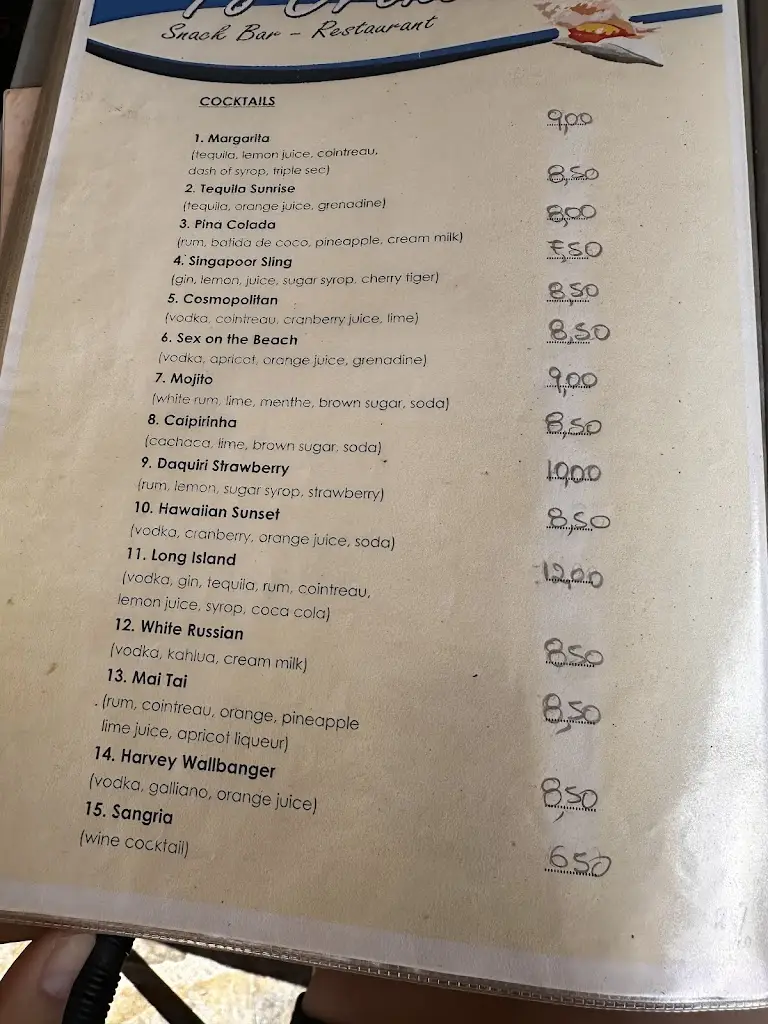 Snack Bar - Restaurant
COCKTAILS
1. Margarita 9,00
(tequila, lemon juice, cointreau,
dash of syrop, triple sec)
2. Tequila Sunrise 8,50
(tequila, orange juice, grenadine)
3. Pina Colada 8,00
(rum, batida de coco, pineapple, cream milk)
4. Singapoor Sling 7,50
(gin, lemon, juice, sugar syrop, cherry tiger)
5. Cosmopolitan 8,50
(vodka, cointreau, cranberry juice, lime)
6. Sex on the Beach 8,50
(vodka, apricot, orange juice, grenadine)
7. Mojito 9,00
(white rum, lime, menthe, brown sugar, soda)
8. Caipirinha 8,50
(cachaca, lime, brown sugar, soda)
9. Daquiri Strawberry 10,00
(rum, lemon, sugar syrop, strawberry)
10. Hawaiian Sunset 8,50
(vodka, cranberry, orange juice, soda)
11. Long Island 12,00
(vodka, gin, tequila, rum, cointreau,
lemon juice, syrop, coca cola)
12. White Russian 8,50
(vodka, kahlua, cream milk)
13. Mai Tai 8,50
(rum, cointreau, orange, pineapple
lime juice, apricot liqueur)
14. Harvey Wallbanger 8,50
(vodka, galliano, orange juice)
15. Sangria 6,50
(wine cocktail)